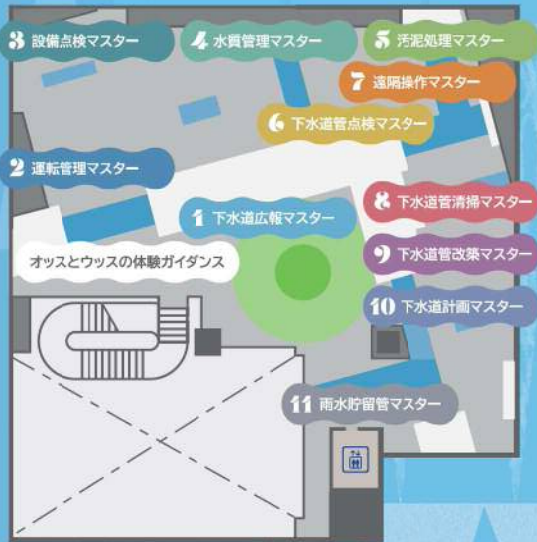 3 設備点検マスター
4 水質管理マスター
5 汚泥処理マスター
7 遠隔操作マスター
6 下水道管点検マスター
2 運転管理マスター
1 下水道広報マスター
8 下水道管清掃マスター
オッスとウッスの体験ガイダンス
9 下水道管改築マスター
10 下水道計画マスター
11 雨水貯留管マスター